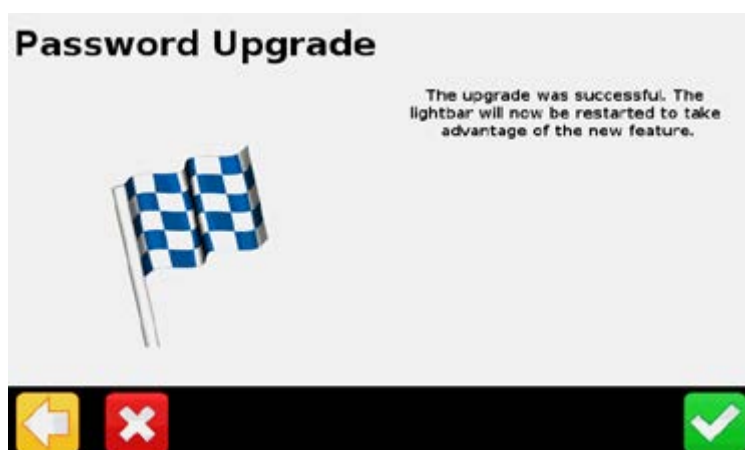 Password Upgrade
The upgrade was successful. The
lightbar will now be restarted to take
advantage of the new feature.